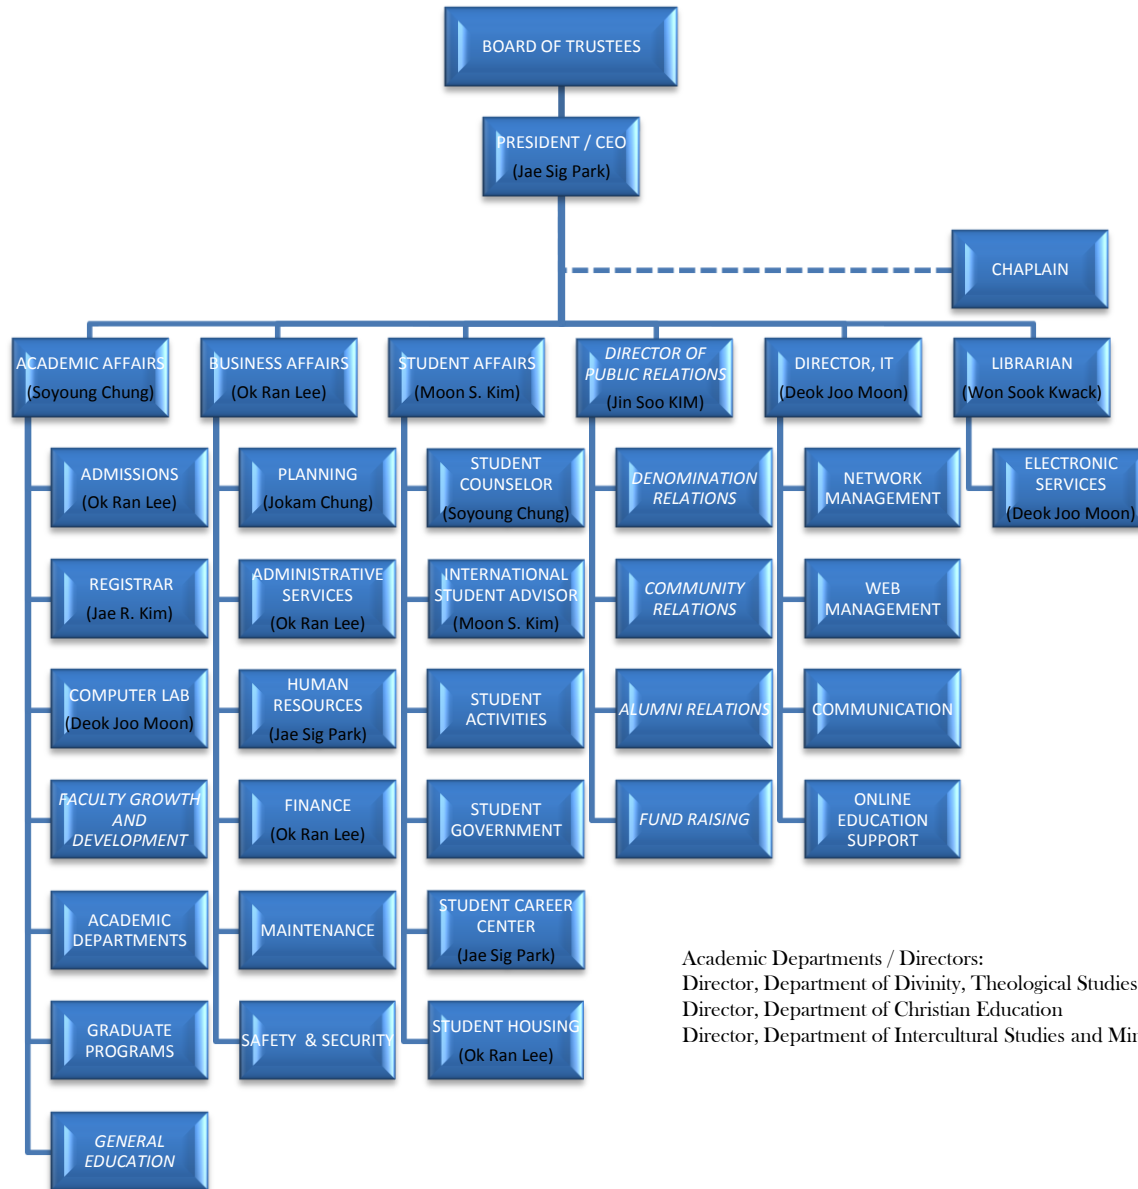 BOARD OF TRUSTEES
PRESIDENT / CEO
(Jae Sig Park)
CHAPLAIN
ACADEMIC AFFAIRS
(Soyoung Chung)
BUSINESS AFFAIRS
(Ok Ran Lee)
STUDENT AFFAIRS
(Moon S. Kim)
DIRECTOR OF
PUBLIC RELATIONS
(Jin Soo KIM)
DIRECTOR, IT
(Deok Joo Moon)
LIBRARIAN
(Won Sook Kwack)
ADMISSIONS
(Ok Ran Lee)
REGISTRAR
(Jae R. Kim)
COMPUTER LAB
(Deok Joo Moon)
FACULTY GROWTH
AND
DEVELOPMENT
ACADEMIC
DEPARTMENTS
GRADUATE
PROGRAMS
GENERAL
EDUCATION
PLANNING
(Jokam Chung)
ADMINISTRATIVE
SERVICES
(Ok Ran Lee)
HUMAN
RESOURCES
(Jae Sig Park)
FINANCE
(Ok Ran Lee)
MAINTENANCE
SAFETY & SECURITY
STUDENT
COUNSELOR
(Soyoung Chung)
INTERNATIONAL
STUDENT ADVISOR
(Moon S. Kim)
STUDENT
ACTIVITIES
STUDENT
GOVERNMENT
STUDENT CAREER
CENTER
(Jae Sig Park)
STUDENT HOUSING
(Ok Ran Lee)
DENOMINATION
RELATIONS
COMMUNITY
RELATIONS
ALUMNI RELATIONS
FUND RAISING
NETWORK
MANAGEMENT
WEB
MANAGEMENT
COMMUNICATION
ONLINE
EDUCATION
SUPPORT
ELECTRONIC
SERVICES
(Deok Joo Moon)
Academic Departments / Directors:
Director, Department of Divinity, Theological Studies
Director, Department of Christian Education
Director, Department of Intercultural Studies and